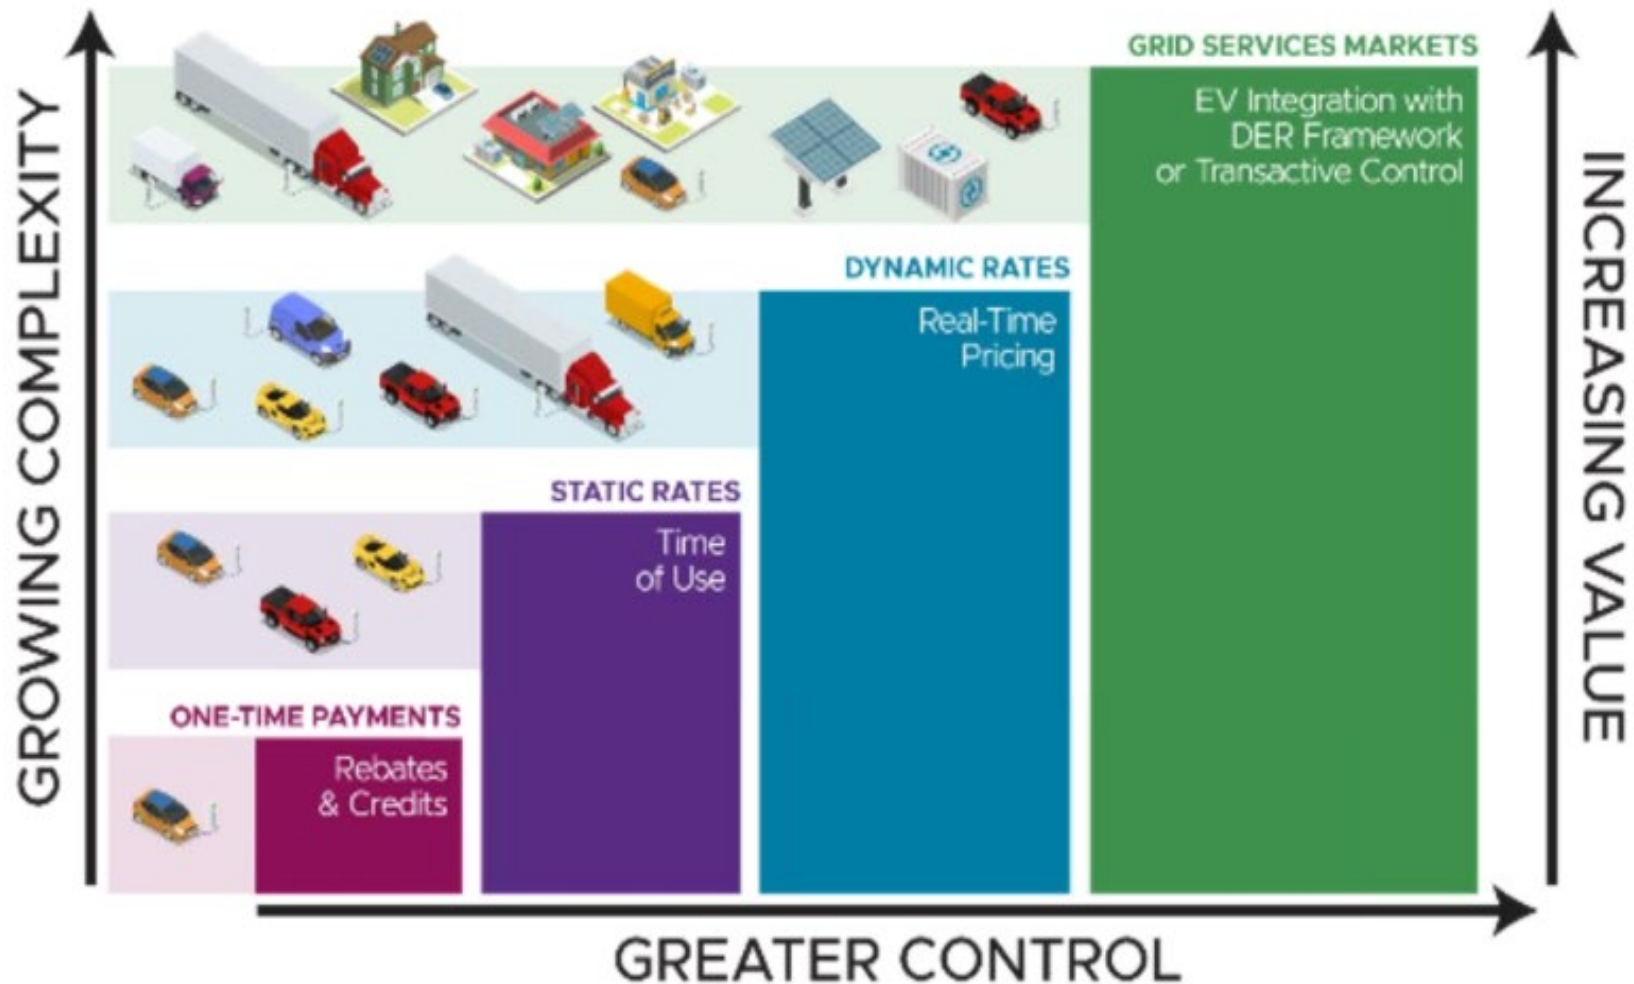 GROWING COMPLEXITY
GRID SERVICES MARKETS
EV Integration with
DER Framework
or Transactive Control
DYNAMIC RATES
Real-Time
Pricing
STATIC RATES
Time
of Use
ONE-TIME PAYMENTS
Rebates
& Credits
GREATER CONTROL
INCREASING VALUE